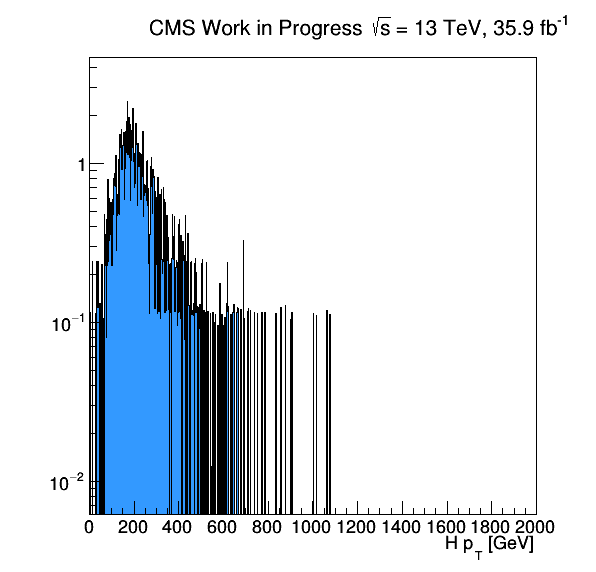 CMS Work in Progress √s = 13 TeV, 35.9 fb⁻¹
1
10⁻¹
10⁻²
0 200 400 600 800 1000 1200 1400 1600 1800 2000
H p_T [GeV]